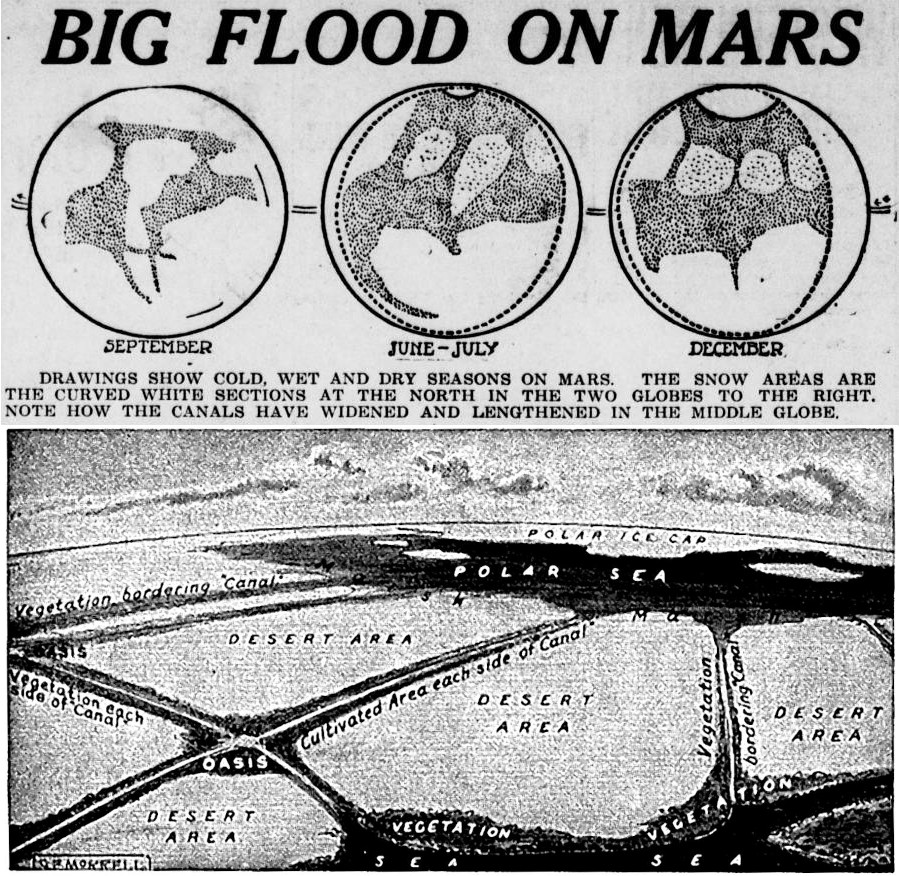 BIG FLOOD ON MARS
SEPTEMBER
JUNE-JULY
DECEMBER
DRAWINGS SHOW COLD, WET AND DRY SEASONS ON MARS. THE SNOW AREAS ARE
THE CURVED WHITE SECTIONS AT THE NORTH IN THE TWO GLOBES TO THE RIGHT.
NOTE HOW THE CANALS HAVE WIDENED AND LENGTHENED IN THE MIDDLE GLOBE.
POLAR ICE CAP
POLAR SEA
Vegetation bordering "Canal"
DESERT AREA
OASIS
Vegetation each
side of Canal
Cultivated Area each side of Canal"
DESERT
AREA
Vegetation
bordering "Canal
DESERT
AREA
OASIS
DESERT
AREA
VEGETATION
VEGETATION
SEA
SEA
G.F. MORRELL